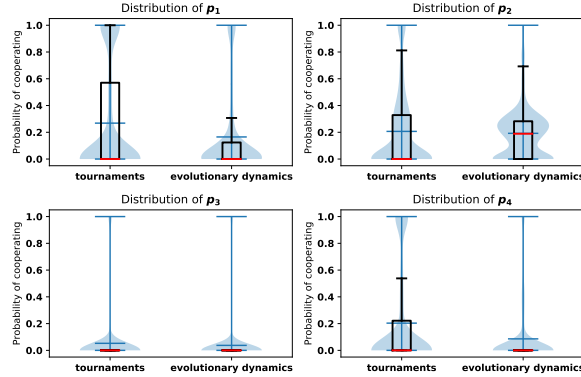 Distribution of p1
Distribution of p2
Probability of cooperating
1.0
0.8
0.6
0.4
0.2
0.0
tournaments
evolutionary dynamics
Probability of cooperating
1.0
0.8
0.6
0.4
0.2
0.0
tournaments
evolutionary dynamics
Distribution of p3
Distribution of p4
Probability of cooperating
1.0
0.8
0.6
0.4
0.2
0.0
tournaments
evolutionary dynamics
Probability of cooperating
1.0
0.8
0.6
0.4
0.2
0.0
tournaments
evolutionary dynamics